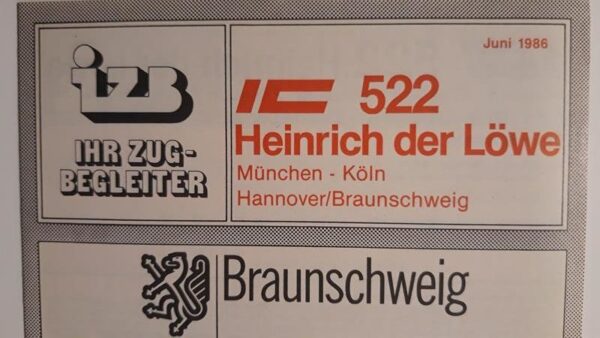 Juni 1986
izB
IHR ZUG-
BEGLEITER
IC 522
Heinrich der Löwe
München - Köln
Hannover/Braunschweig
Braunschweig